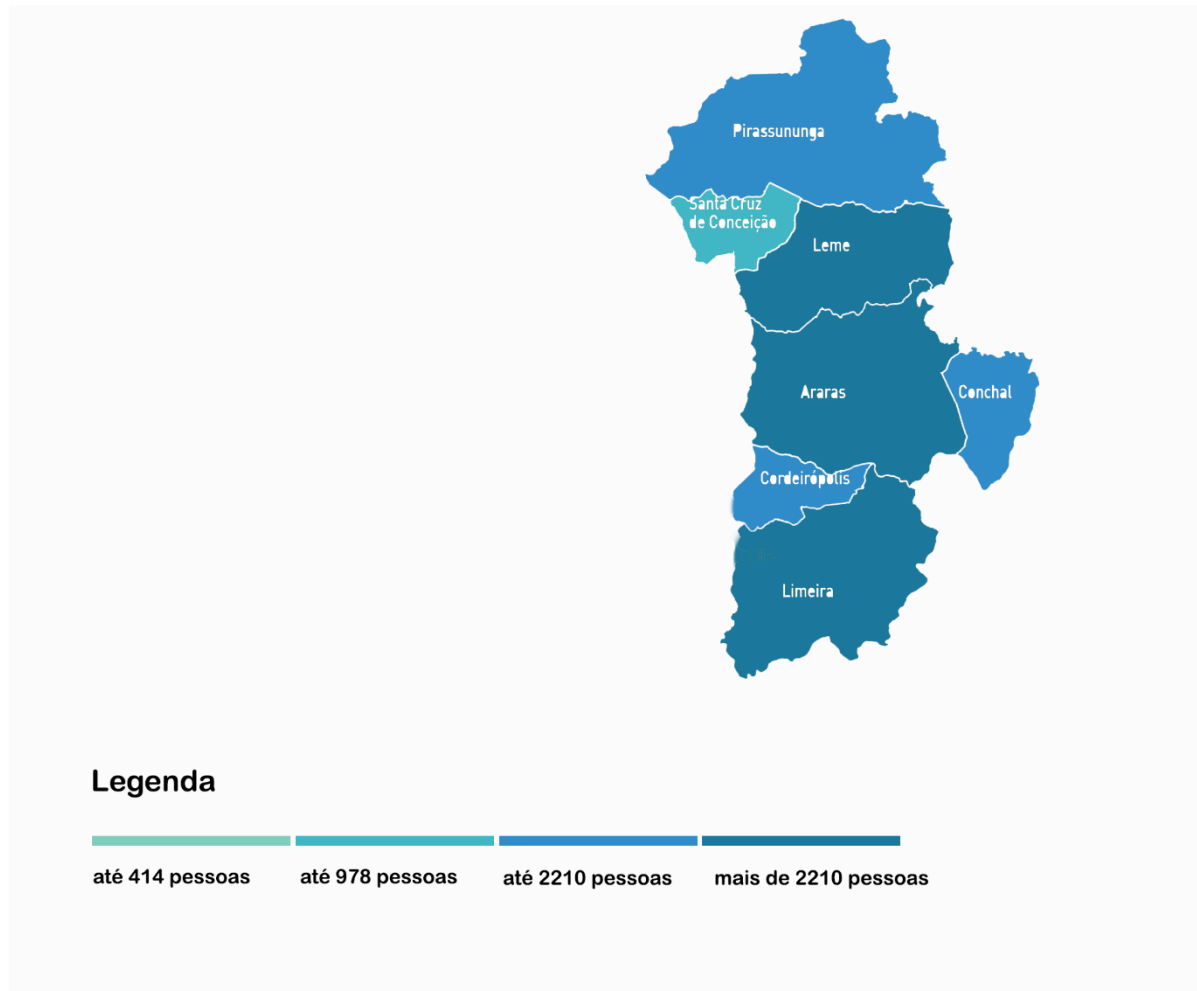 Pirassununga
Santa Cruz
de Conceição
Leme
Araras
Conchal
Cordeirópolis
Limeira
Legenda
até 414 pessoas
até 978 pessoas
até 2210 pessoas
mais de 2210 pessoas